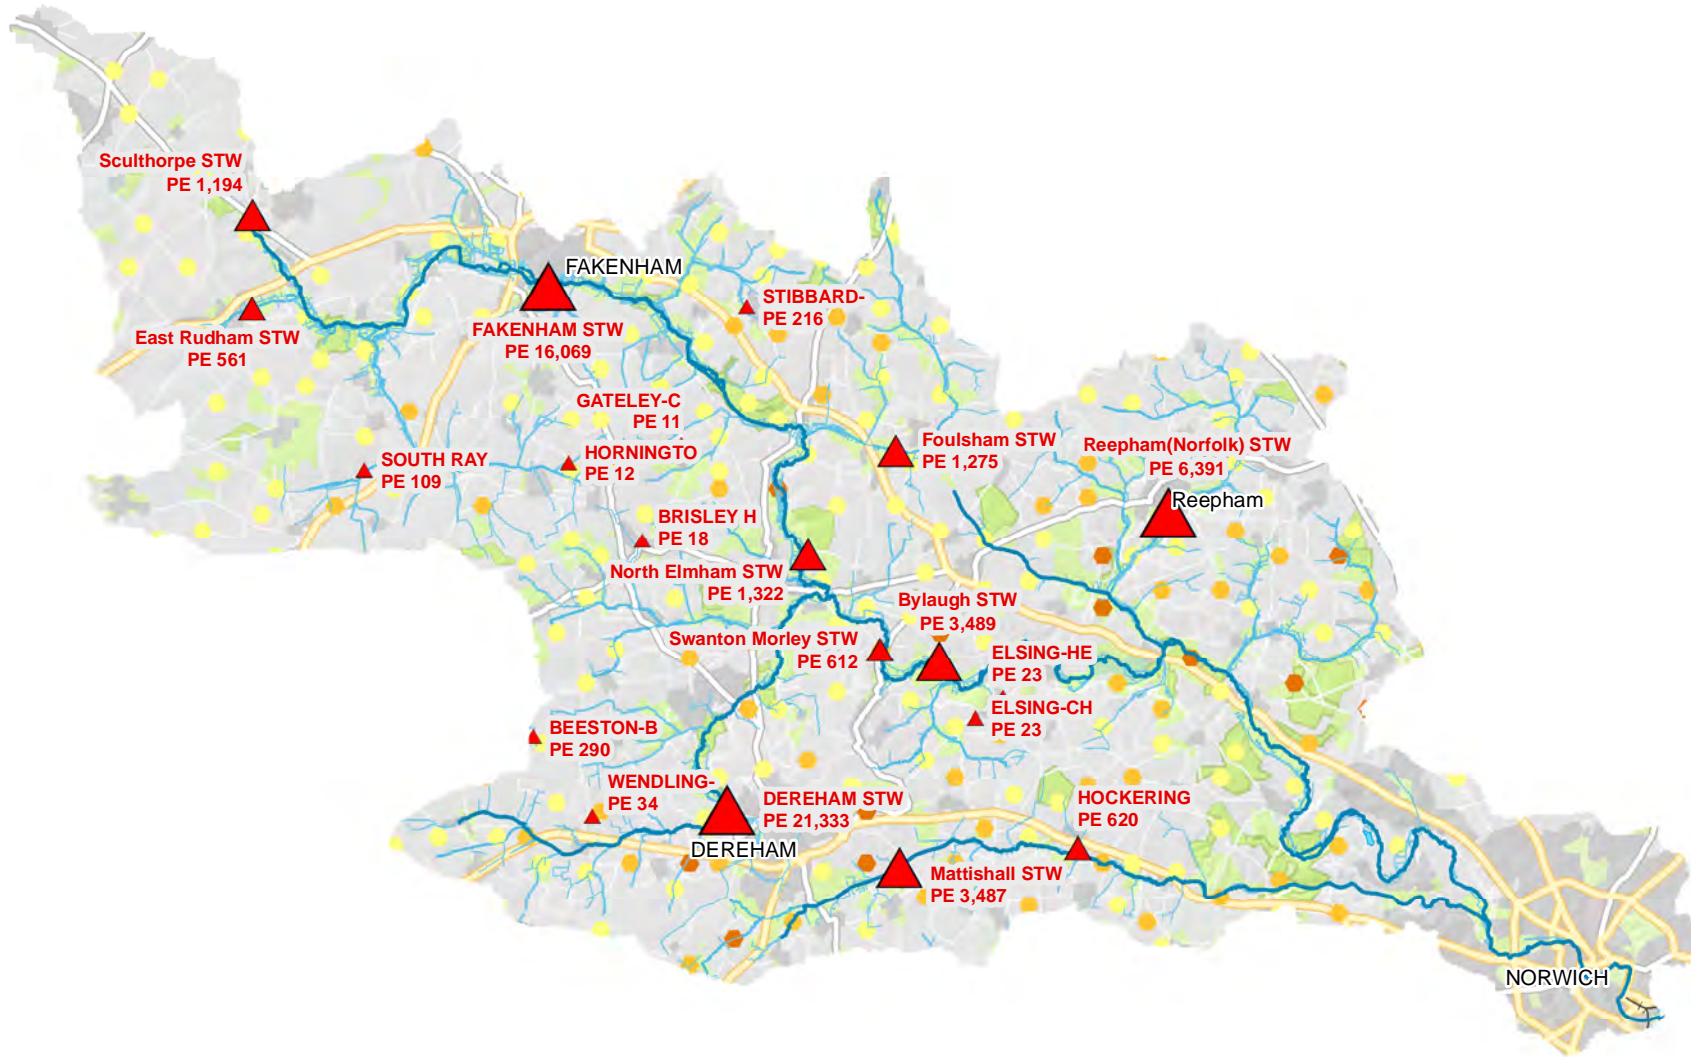 Sculthorpe STW
PE 1,194
FAKENHAM
East Rudham STW
PE 561
FAKENHAM STW
PE 16,069
STIBBARD-
PE 216
GATELEY-C
PE 11
SOUTH RAY
PE 109
HORNINGTO
PE 12
Foulsham STW
PE 1,275
Reepham(Norfolk) STW
PE 6,391
Reepham
BRISLEY H
PE 18
North Elmham STW
PE 1,322
Bylaugh STW
PE 3,489
Swanton Morley STW
PE 612
ELSING-HE
PE 23
ELSING-CH
PE 23
BEESTON-B
PE 290
WENDLING-
PE 34
DEREHAM STW
PE 21,333
DEREHAM
HOCKERING
PE 620
Mattishall STW
PE 3,487
NORWICH